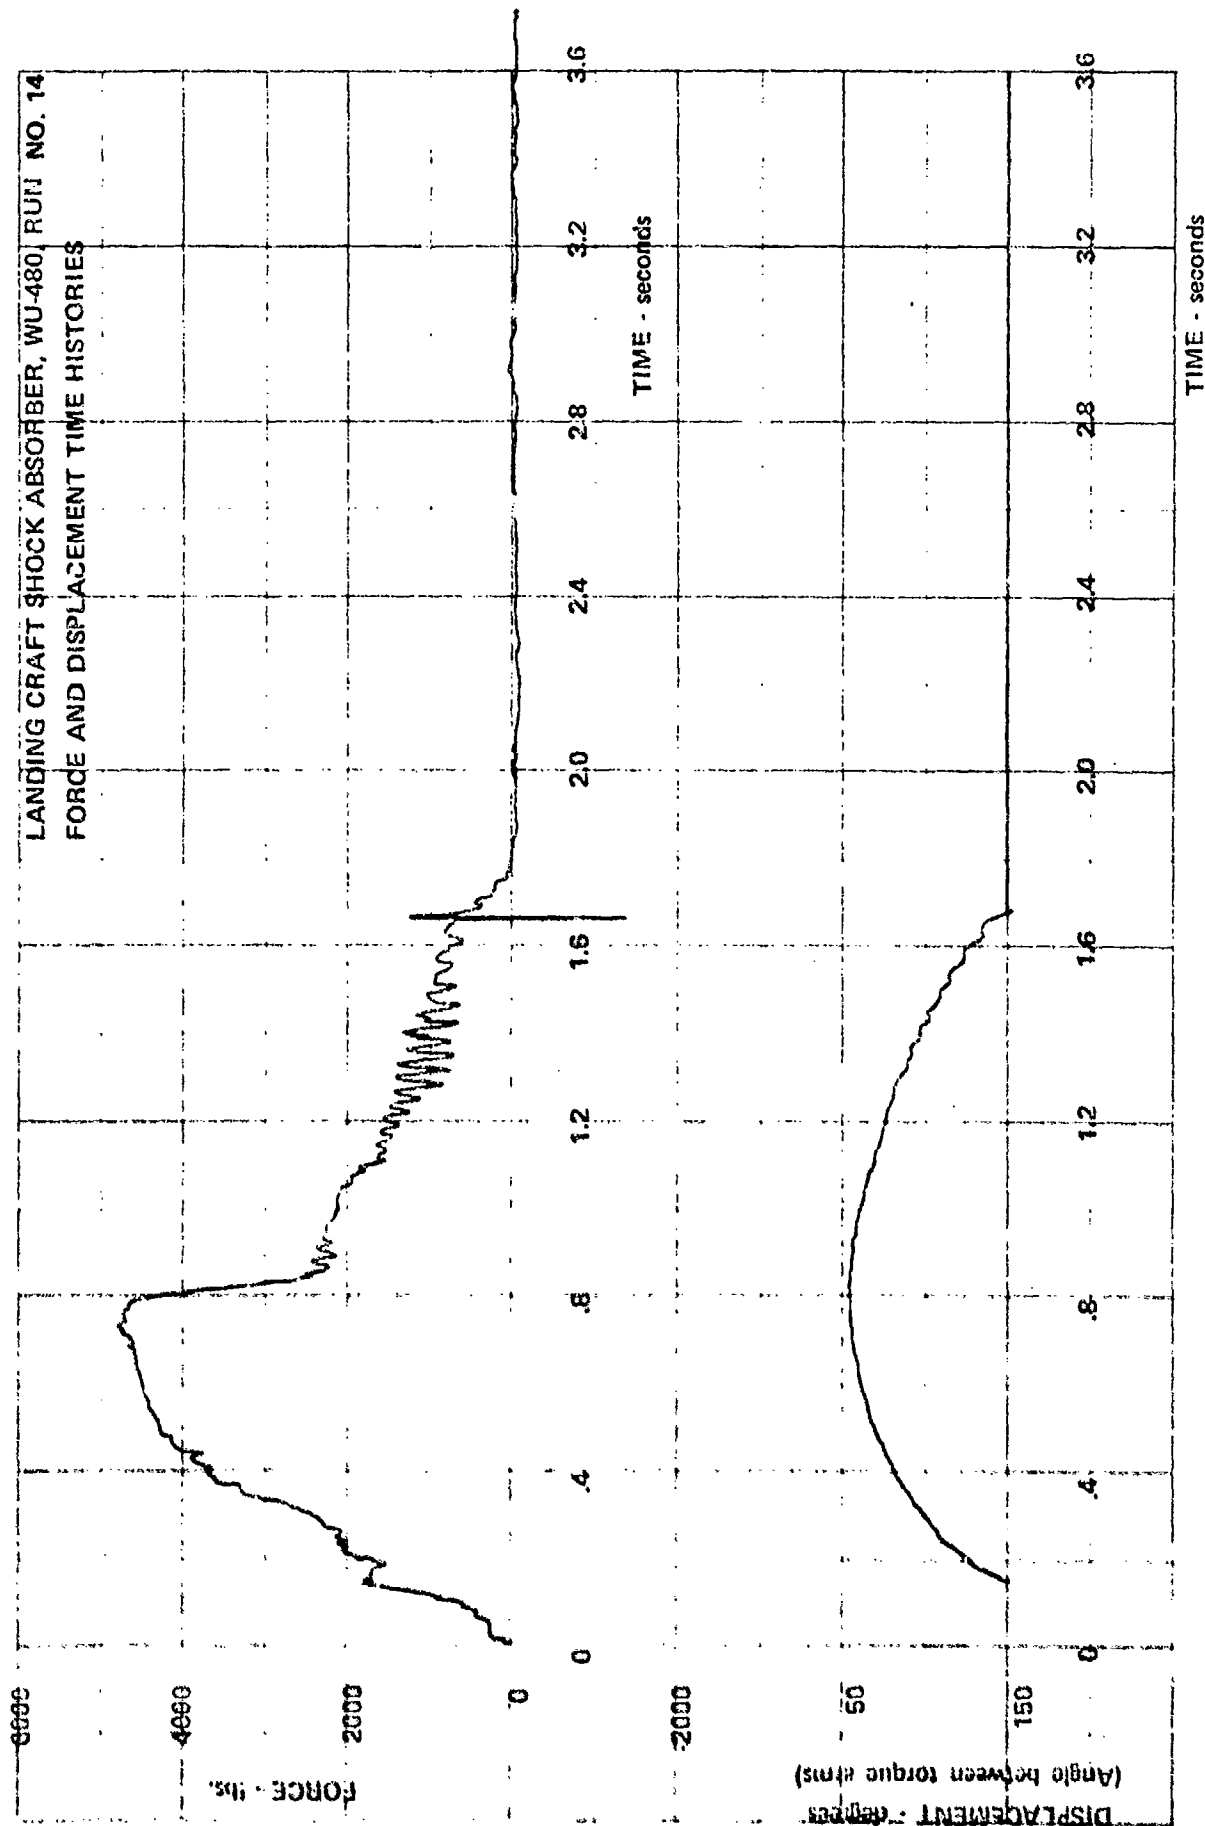 LANDING CRAFT SHOCK ABSORBER, WU-480, RUN NO. 14
FORCE AND DISPLACEMENT TIME HISTORIES
FORCE - lbs.
6000
4000
2000
0
-2000
0 .4 .8 1.2 1.6 2.0 2.4 2.8 3.2 3.6
TIME - seconds
DISPLACEMENT - degrees
(Angle between torque arms)
50
150
0 .4 .8 1.2 1.6 2.0 2.4 2.8 3.2 3.6
TIME - seconds